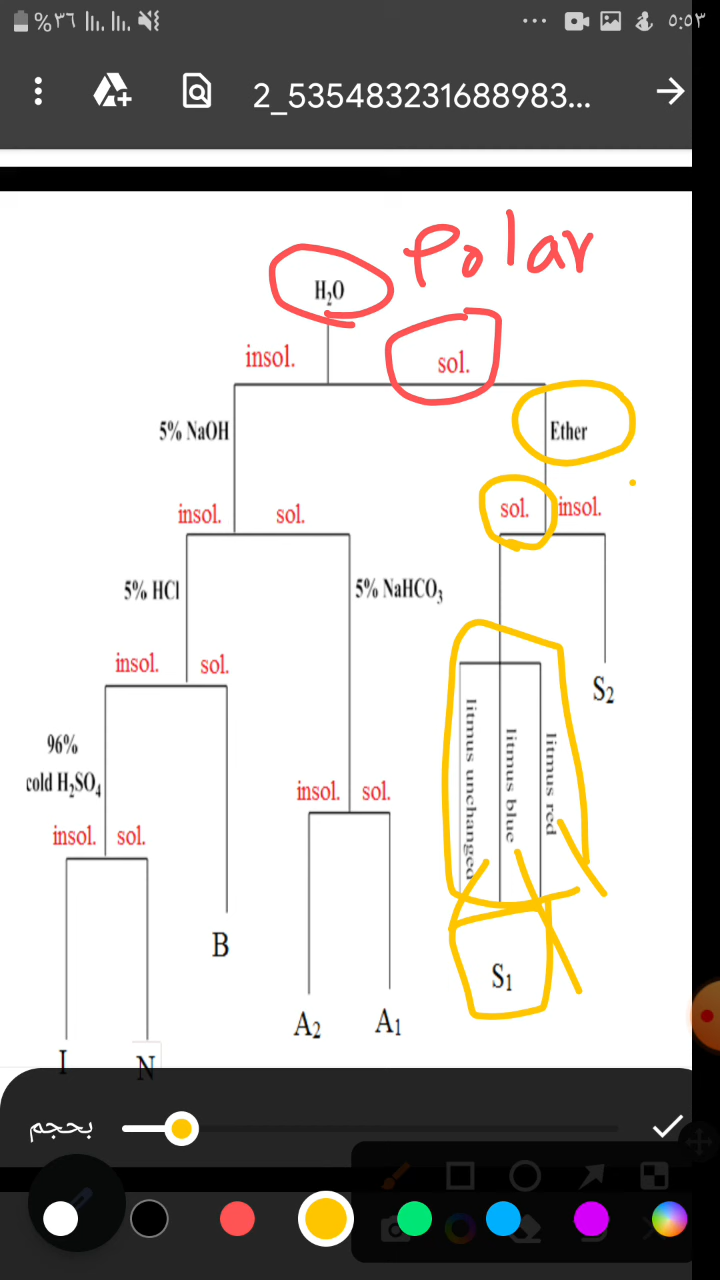 %٣٦ ٥:٥٣
2_535483231688983...
Polar
H₂O
insol. sol.
5% NaOH Ether
insol. sol. sol. insol.
5% HCl 5% NaHCO₃
insol. sol. S₂
litmus unchanged
litmus blue
litmus red
96%
cold H₂SO₄
insol. sol.
insol. sol.
B
S₁
A₂ A₁
I N
بحجم